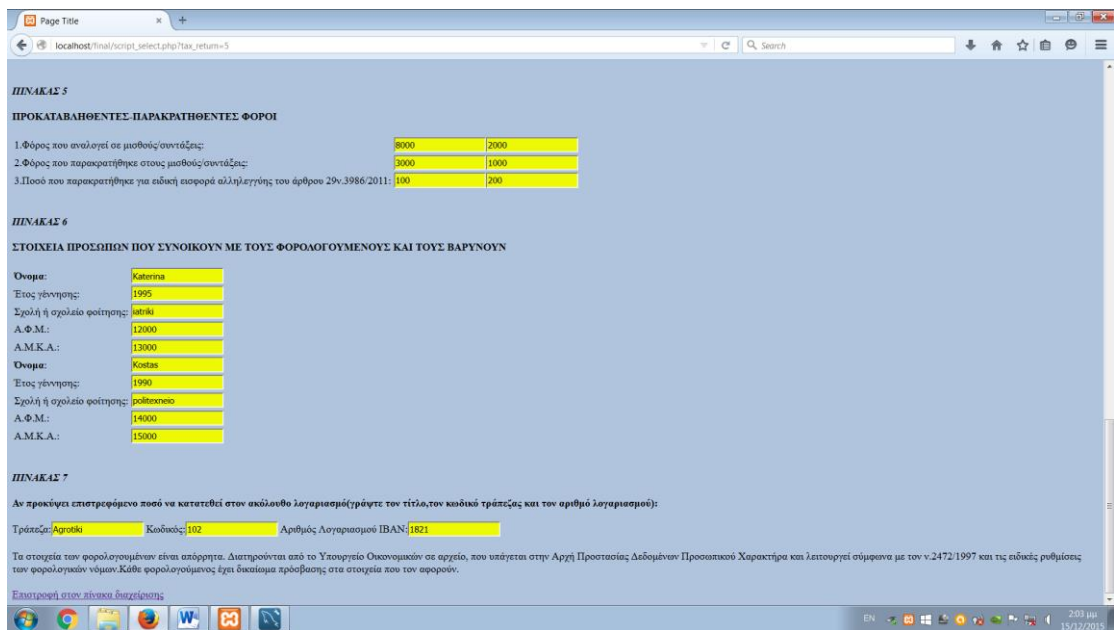 Page Title
localhost/final/script_select.php?tax_return=5
Search
ΠΙΝΑΚΑΣ 5
ΠΡΟΚΑΤΑΒΛΗΘΕΝΤΕΣ-ΠΑΡΑΚΡΑΤΗΘΕΝΤΕΣ ΦΟΡΟΙ
1.Φόρος που αναλογεί σε μισθούς/συντάξεις: 8000 2000
2.Φόρος που παρακρατήθηκε στους μισθούς/συντάξεις: 3000 1000
3.Ποσό που παρακρατήθηκε για ειδική εισφορά αλληλεγγύης του άρθρου 29ν.3986/2011: 100 200
ΠΙΝΑΚΑΣ 6
ΣΤΟΙΧΕΙΑ ΠΡΟΣΩΠΩΝ ΠΟΥ ΣΥΝΟΙΚΟΥΝ ΜΕ ΤΟΥΣ ΦΟΡΟΛΟΓΟΥΜΕΝΟΥΣ ΚΑΙ ΤΟΥΣ ΒΑΡΥΝΟΥΝ
Όνομα: Katerina
Έτος γέννησης: 1995
Σχολή ή σχολείο φοίτησης: iatriki
Α.Φ.Μ.: 12000
Α.Μ.Κ.Α.: 13000
Όνομα: Kostas
Έτος γέννησης: 1990
Σχολή ή σχολείο φοίτησης: politexneio
Α.Φ.Μ.: 14000
Α.Μ.Κ.Α.: 15000
ΠΙΝΑΚΑΣ 7
Αν προκύψει επιστρεφόμενο ποσό να κατατεθεί στον ακόλουθο λογαριασμό(γράψτε τον τίτλο,τον κωδικό τράπεζας και τον αριθμό λογαριασμού):
Τράπεζα: Agrotiki Κωδικός: 102 Αριθμός Λογαριασμού IBAN: 1821
Τα στοιχεία των φορολογουμένων είναι απόρρητα. Διατηρούνται από το Υπουργείο Οικονομικών σε αρχείο, που υπάγεται στην Αρχή Προστασίας Δεδομένων Προσωπικού Χαρακτήρα και λειτουργεί σύμφωνα με τον ν.2472/1997 και τις ειδικές ρυθμίσεις
των φορολογικών νόμων.Κάθε φορολογούμενος έχει δικαίωμα πρόσβασης στα στοιχεία που τον αφορούν.
Επιστροφή στον πίνακα διαχείρισης
EN 2:03 μμ
15/12/2015